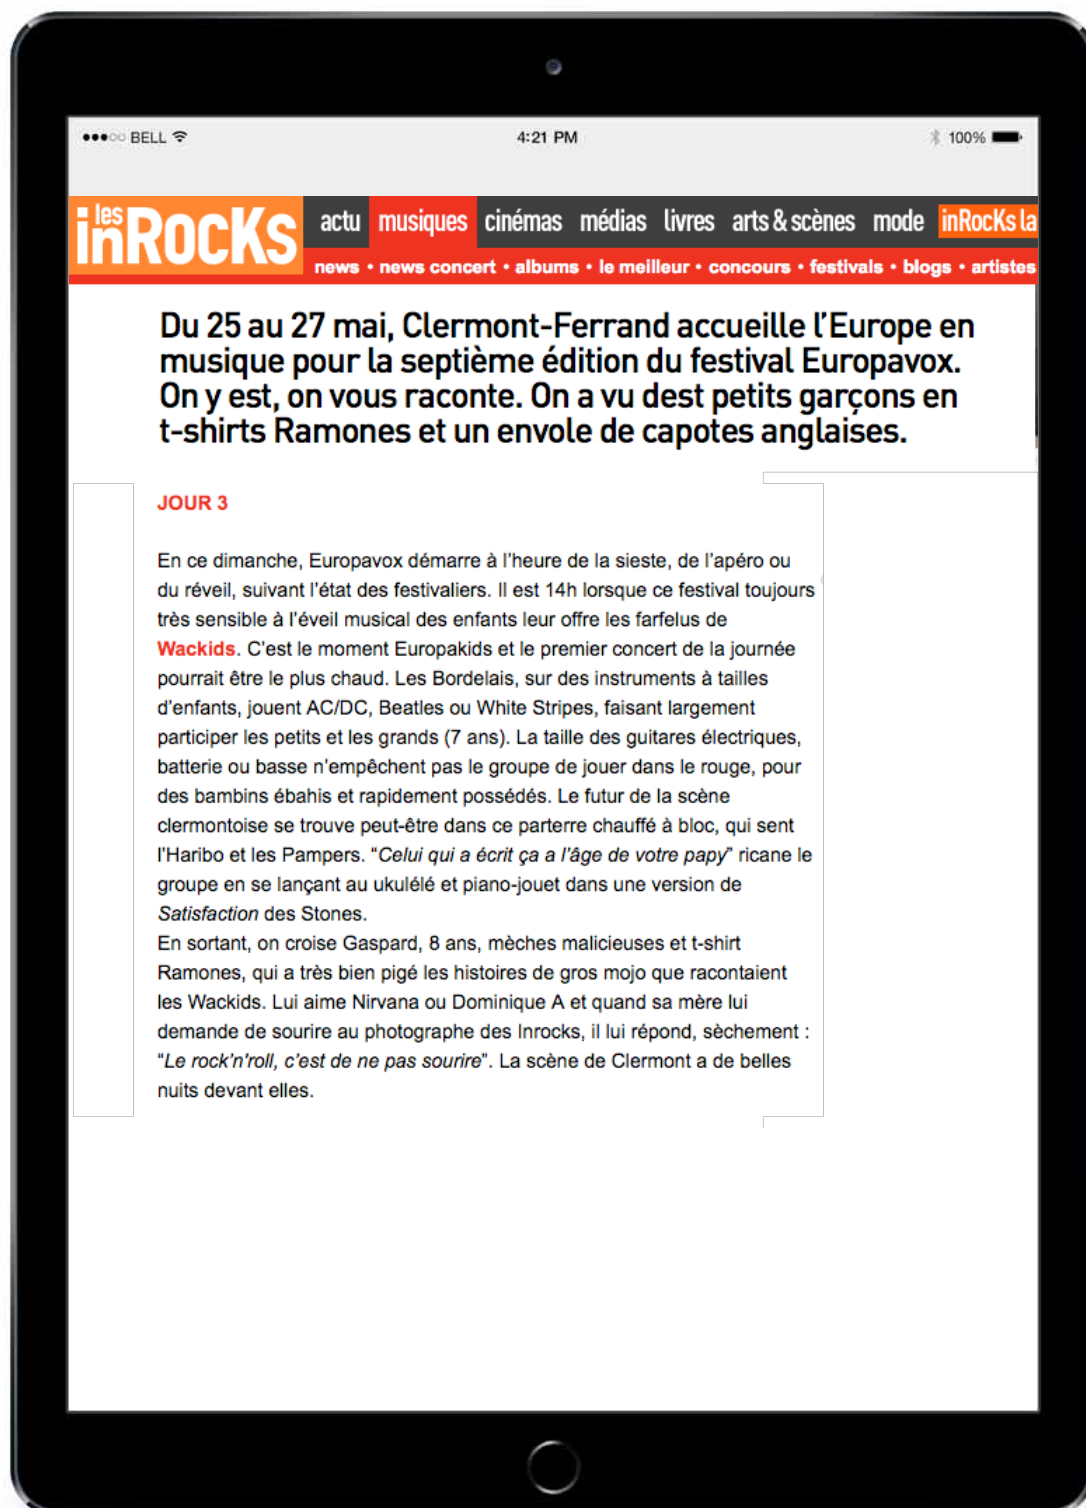 BELL 4:21 PM 100%
les inRocKs
actu musiques cinémas médias livres arts & scènes mode inRocKs la
news • news concert • albums • le meilleur • concours • festivals • blogs • artistes
Du 25 au 27 mai, Clermont-Ferrand accueille l'Europe en
musique pour la septième édition du festival Europavox.
On y est, on vous raconte. On a vu dest petits garçons en
t-shirts Ramones et un envole de capotes anglaises.
JOUR 3
En ce dimanche, Europavox démarre à l'heure de la sieste, de l'apéro ou
du réveil, suivant l'état des festivaliers. Il est 14h lorsque ce festival toujours
très sensible à l'éveil musical des enfants leur offre les farfelus de
Wackids. C'est le moment Europakids et le premier concert de la journée
pourrait être le plus chaud. Les Bordelais, sur des instruments à tailles
d'enfants, jouent AC/DC, Beatles ou White Stripes, faisant largement
participer les petits et les grands (7 ans). La taille des guitares électriques,
batterie ou basse n'empêchent pas le groupe de jouer dans le rouge, pour
des bambins ébahis et rapidement possédés. Le futur de la scène
clermontoise se trouve peut-être dans ce parterre chauffé à bloc, qui sent
l'Haribo et les Pampers. “Celui qui a écrit ça a l'âge de votre papy” ricane le
groupe en se lançant au ukulélé et piano-jouet dans une version de
Satisfaction des Stones.
En sortant, on croise Gaspard, 8 ans, mèches malicieuses et t-shirt
Ramones, qui a très bien pigé les histoires de gros mojo que racontaient
les Wackids. Lui aime Nirvana ou Dominique A et quand sa mère lui
demande de sourire au photographe des Inrocks, il lui répond, sèchement :
“Le rock'n'roll, c'est de ne pas sourire”. La scène de Clermont a de belles
nuits devant elles.